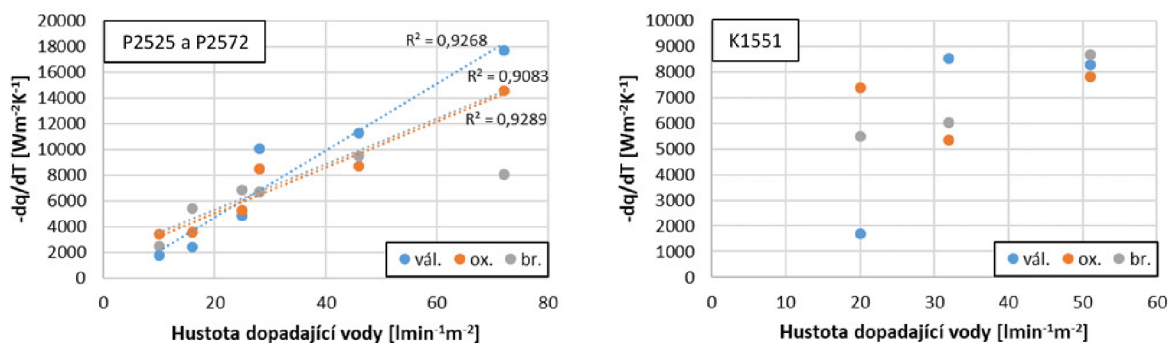 P2525 a P2572
-dq/dT [Wm-2K-1]
20000
18000
16000
14000
12000
10000
8000
6000
4000
2000
0
R² = 0,9268
R² = 0,9083
R² = 0,9289
vál. ox. br.
0 20 40 60 80
Hustota dopadající vody [lmin-1m-2]
K1551
-dq/dT [Wm-2K-1]
10000
9000
8000
7000
6000
5000
4000
3000
2000
1000
0
vál. ox. br.
0 10 20 30 40 50 60
Hustota dopadající vody [lmin-1m-2]